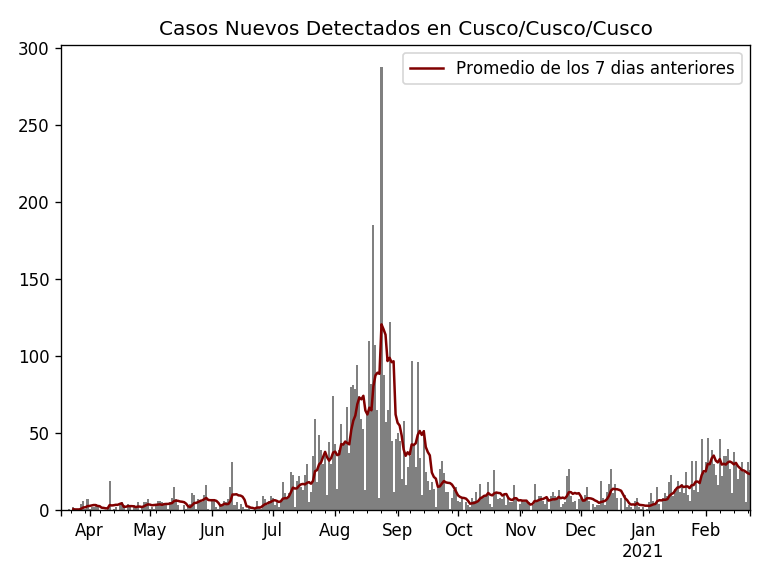 Casos Nuevos Detectados en Cusco/Cusco/Cusco
Promedio de los 7 dias anteriores
300
250
200
150
100
50
0
Apr May Jun Jul Aug Sep Oct Nov Dec Jan Feb
2021